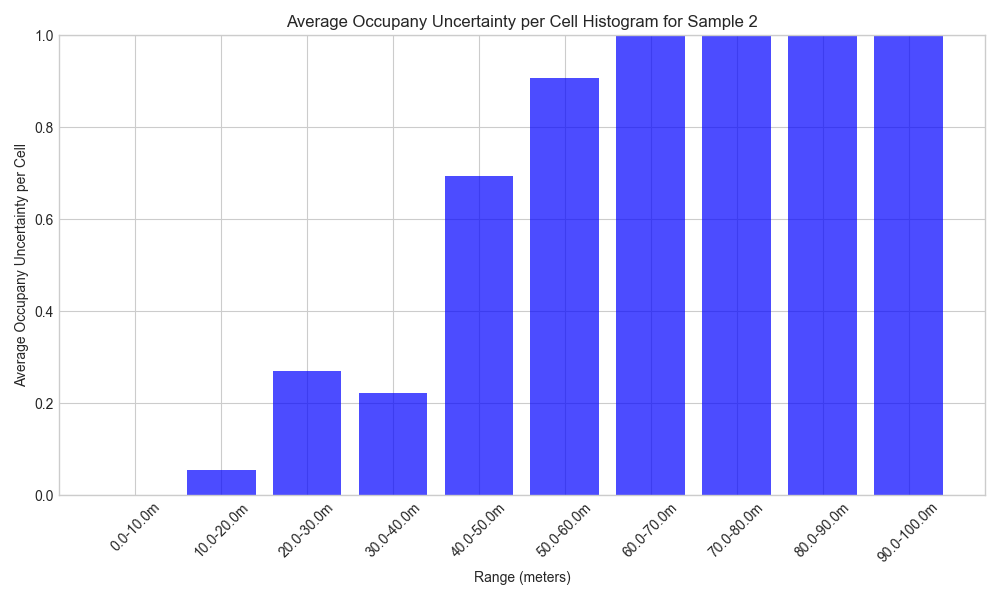 Average Occupany Uncertainty per Cell Histogram for Sample 2
Average Occupany Uncertainty per Cell
1.0
0.8
0.6
0.4
0.2
0.0
0.0-10.0m
10.0-20.0m
20.0-30.0m
30.0-40.0m
40.0-50.0m
50.0-60.0m
60.0-70.0m
70.0-80.0m
80.0-90.0m
90.0-100.0m
Range (meters)